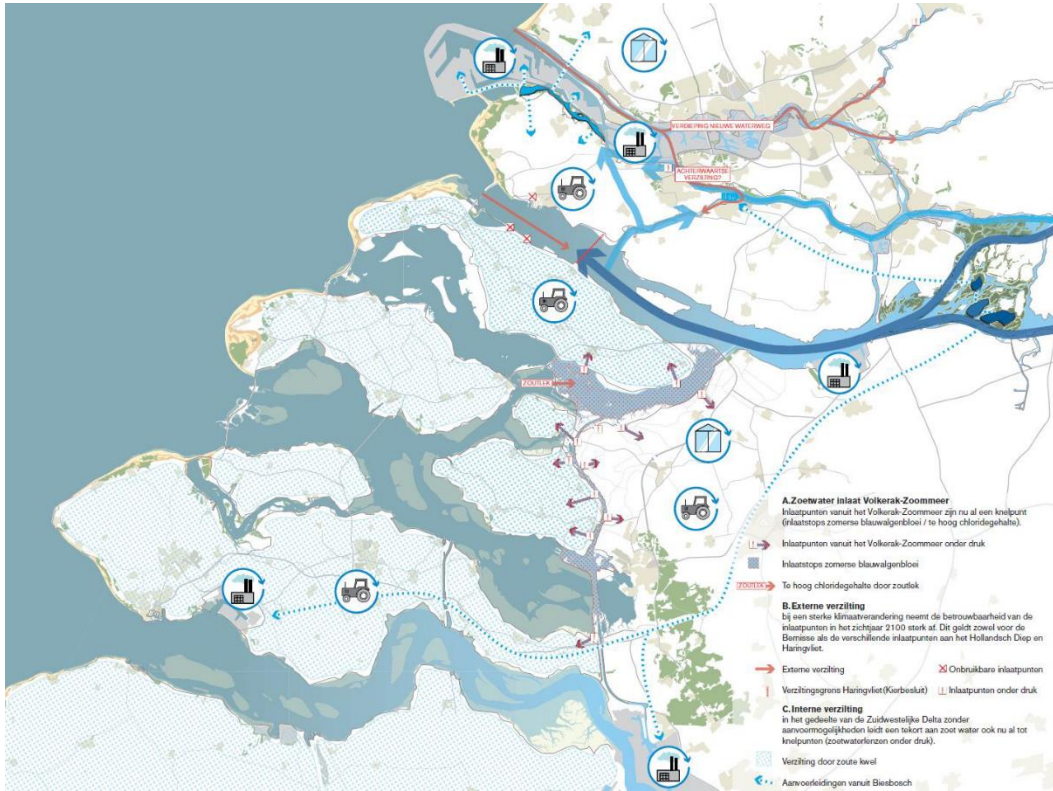 VERDIEPING NIEUWE WATERWEG
ACHTERWAARTSE
VERZILTING?
ZOUTLEK
A.Zoetwater inlaat Volkerak-Zoommeer
Inlaatpunten vanuit het Volkerak-Zoommeer zijn nu al een knelpunt
(inlaatstops zomerse blauwalgenbloei / te hoog chloridegehalte).
Inlaatpunten vanuit het Volkerak-Zoommeer onder druk
Inlaatstops zomerse blauwalgenbloei
ZOUTLEK Te hoog chloridegehalte door zoutlek
B.Externe verzilting
bij een sterke klimaatverandering neemt de betrouwbaarheid van de
inlaatpunten in het zichtjaar 2100 sterk af. Dit geldt zowel voor de
Bernisse als de verschillende inlaatpunten aan het Hollandsch Diep en
Haringvliet.
Externe verzilting Onbruikbare inlaatpunten
Verziltingsgrens Haringvliet(Kierbesluit) Inlaatpunten onder druk
C.Interne verzilting
in het gedeelte van de Zuidwestelijke Delta zonder
aanvoermogelijkheden leidt een tekort aan zoet water ook nu al tot
knelpunten (zoetwaterlenzen onder druk).
Verzilting door zoute kwel
Aanvoerleidingen vanuit Biesbosch